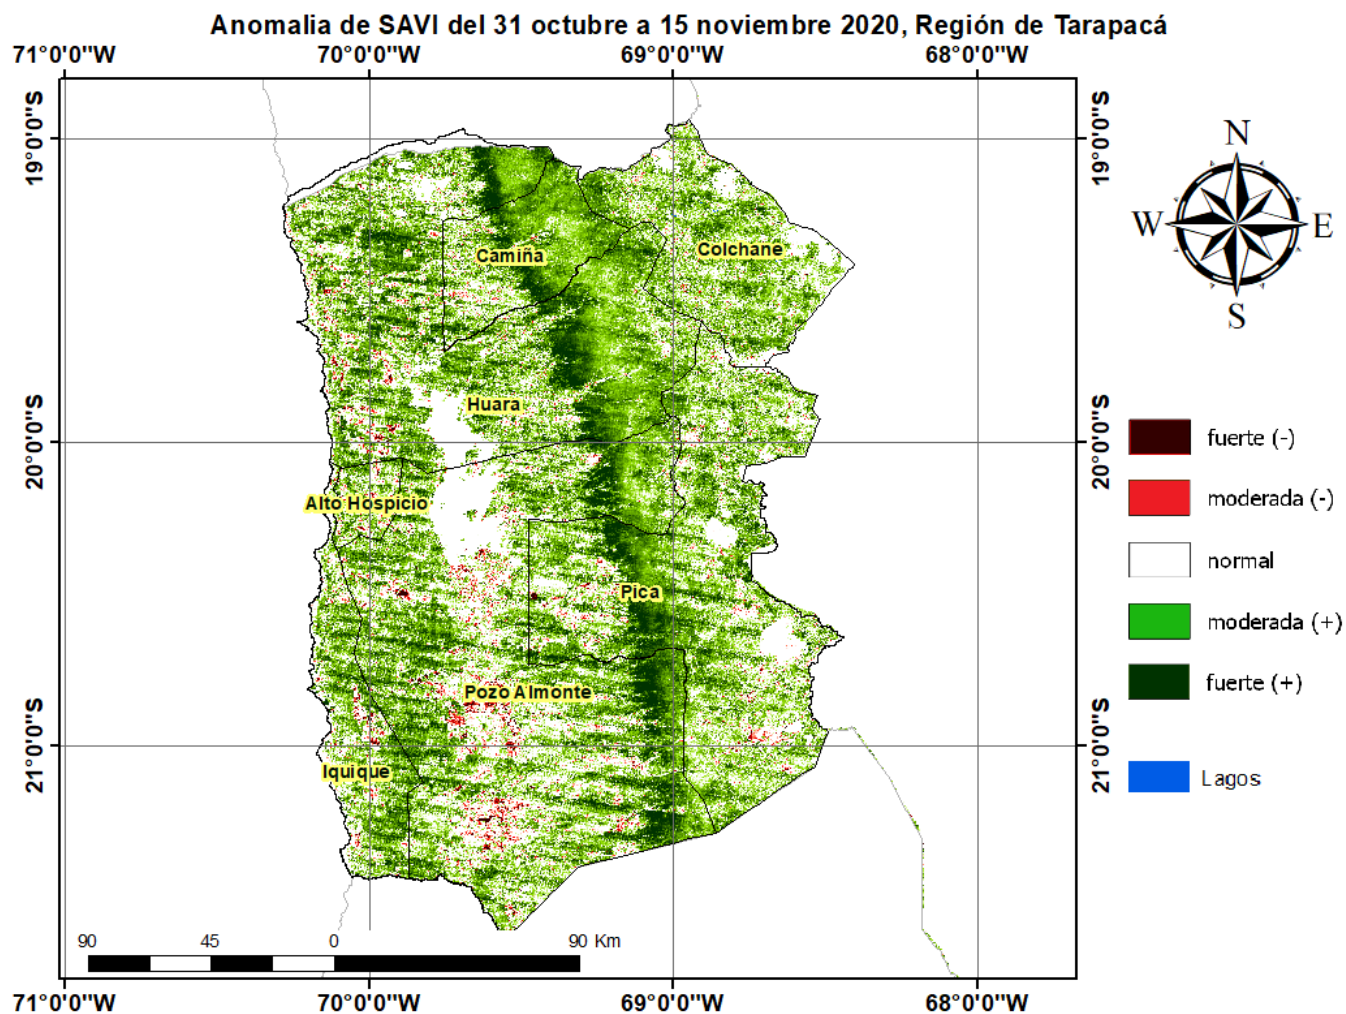 Anomalia de SAVI del 31 octubre a 15 noviembre 2020, Región de Tarapacá
71°0'0"W 70°0'0"W 69°0'0"W 68°0'0"W
19°0'0"S 19°0'0"S
N
W E
S
Colchane
Camiña
Huara
20°0'0"S 20°0'0"S
Alto Hospicio
Pica
Pozo Almonte
21°0'0"S 21°0'0"S
Iquique
fuerte (-)
moderada (-)
normal
moderada (+)
fuerte (+)
Lagos
90 45 0 90 Km
71°0'0"W 70°0'0"W 69°0'0"W 68°0'0"W